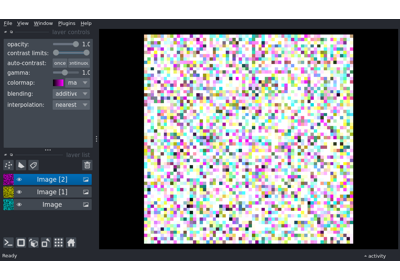 File View Window Plugins Help
layer controls
opacity: 1.0
contrast limits:
auto-contrast: once
gamma: 1.0
colormap: ma
blending: additive
interpolation: nearest
layer list
Image [2]
Image [1]
Image
Ready activity